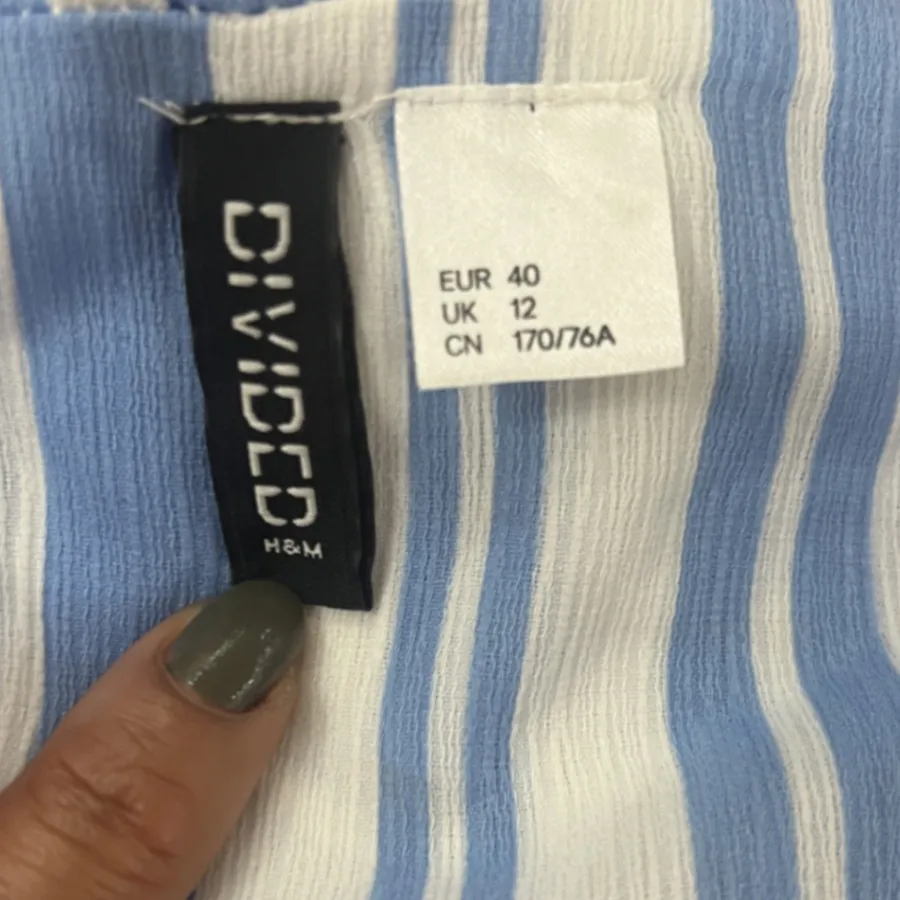 DIVIDED
H&M
EUR 40
UK 12
CN 170/76A